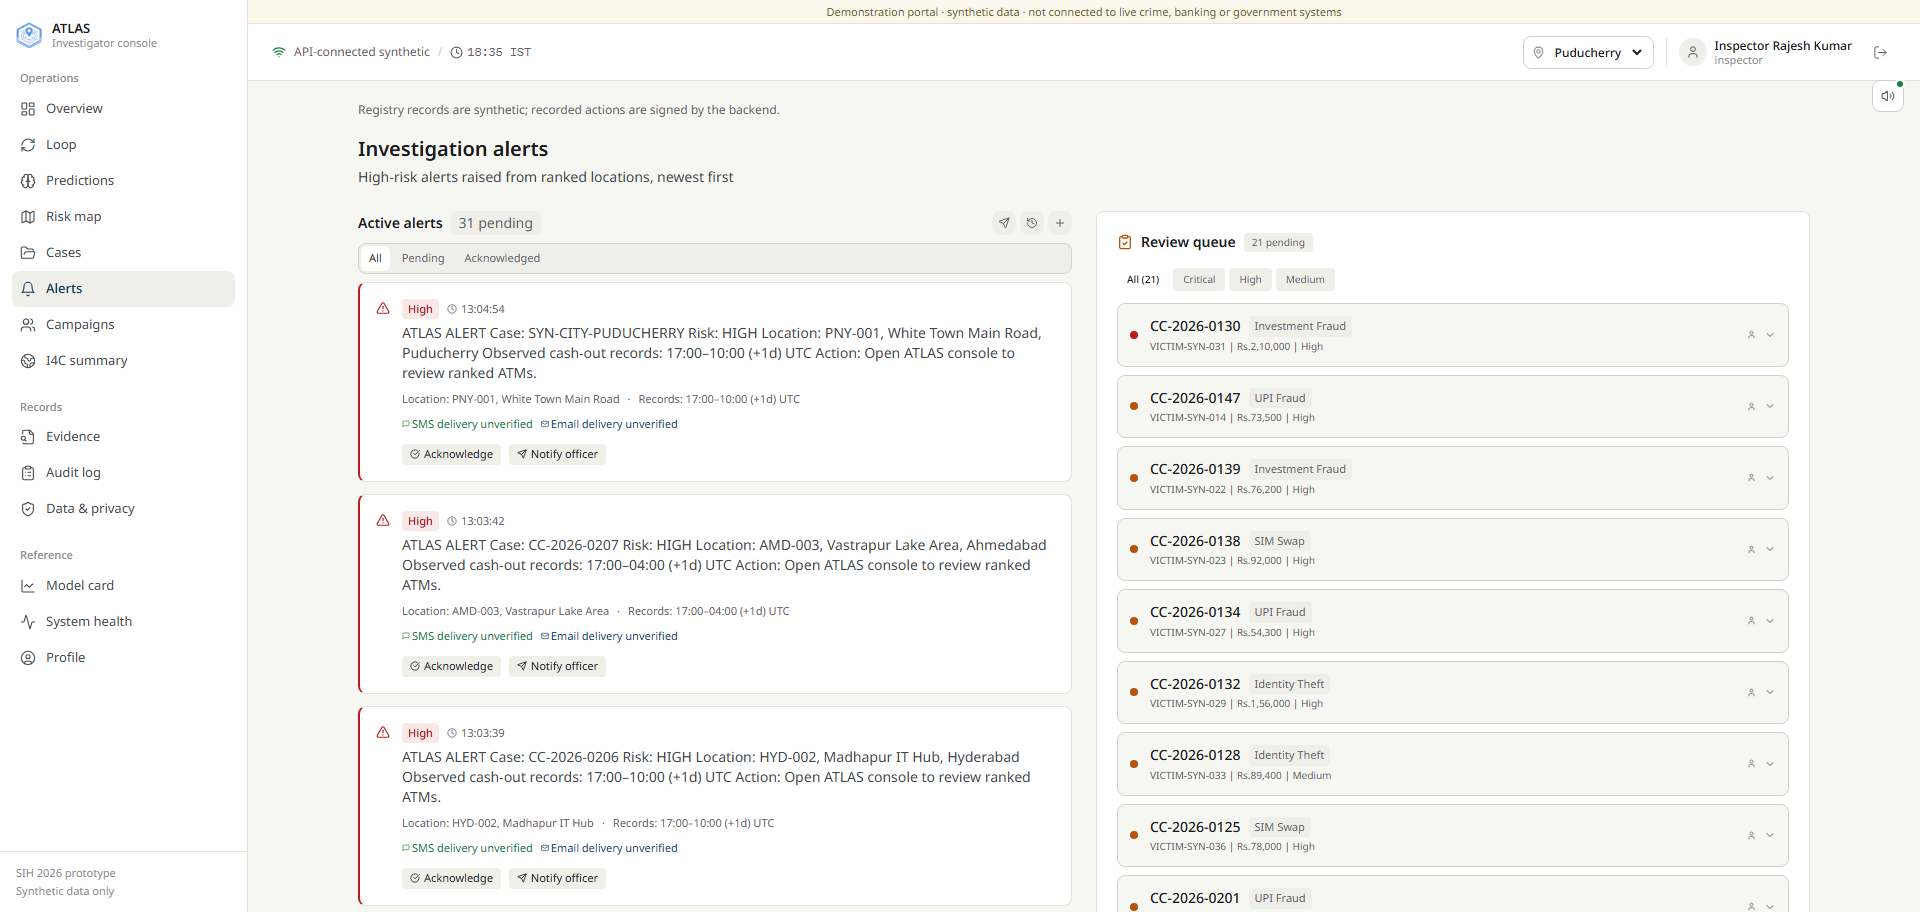 Demonstration portal · synthetic data · not connected to live crime, banking or government systems
ATLAS
Investigator console
Operations
Overview
Loop
Predictions
Risk map
Cases
Alerts
Campaigns
I4C summary
Records
Evidence
Audit log
Data & privacy
Reference
Model card
System health
Profile
SIH 2026 prototype
Synthetic data only
API-connected synthetic / 18:35 IST
Puducherry
Inspector Rajesh Kumar
inspector
Registry records are synthetic; recorded actions are signed by the backend.
Investigation alerts
High-risk alerts raised from ranked locations, newest first
Active alerts 31 pending
All Pending Acknowledged
High 13:04:54
ATLAS ALERT Case: SYN-CITY-PUDUCHERRY Risk: HIGH Location: PNY-001, White Town Main Road,
Puducherry Observed cash-out records: 17:00–10:00 (+1d) UTC Action: Open ATLAS console to
review ranked ATMs.
Location: PNY-001, White Town Main Road · Records: 17:00–10:00 (+1d) UTC
SMS delivery unverified Email delivery unverified
Acknowledge Notify officer
High 13:03:42
ATLAS ALERT Case: CC-2026-0207 Risk: HIGH Location: AMD-003, Vastrapur Lake Area, Ahmedabad
Observed cash-out records: 17:00–04:00 (+1d) UTC Action: Open ATLAS console to review ranked
ATMs.
Location: AMD-003, Vastrapur Lake Area · Records: 17:00–04:00 (+1d) UTC
SMS delivery unverified Email delivery unverified
Acknowledge Notify officer
High 13:03:39
ATLAS ALERT Case: CC-2026-0206 Risk: HIGH Location: HYD-002, Madhapur IT Hub, Hyderabad
Observed cash-out records: 17:00–10:00 (+1d) UTC Action: Open ATLAS console to review ranked
ATMs.
Location: HYD-002, Madhapur IT Hub · Records: 17:00–10:00 (+1d) UTC
SMS delivery unverified Email delivery unverified
Acknowledge Notify officer
Review queue 21 pending
All (21) Critical High Medium
CC-2026-0130 Investment Fraud
VICTIM-SYN-031 | Rs.2,10,000 | High
CC-2026-0147 UPI Fraud
VICTIM-SYN-014 | Rs.73,500 | High
CC-2026-0139 Investment Fraud
VICTIM-SYN-022 | Rs.76,200 | High
CC-2026-0138 SIM Swap
VICTIM-SYN-023 | Rs.92,000 | High
CC-2026-0134 UPI Fraud
VICTIM-SYN-027 | Rs.54,300 | High
CC-2026-0132 Identity Theft
VICTIM-SYN-029 | Rs.1,56,000 | High
CC-2026-0128 Identity Theft
VICTIM-SYN-033 | Rs.89,400 | Medium
CC-2026-0125 SIM Swap
VICTIM-SYN-036 | Rs.78,000 | High
CC-2026-0201 UPI Fraud